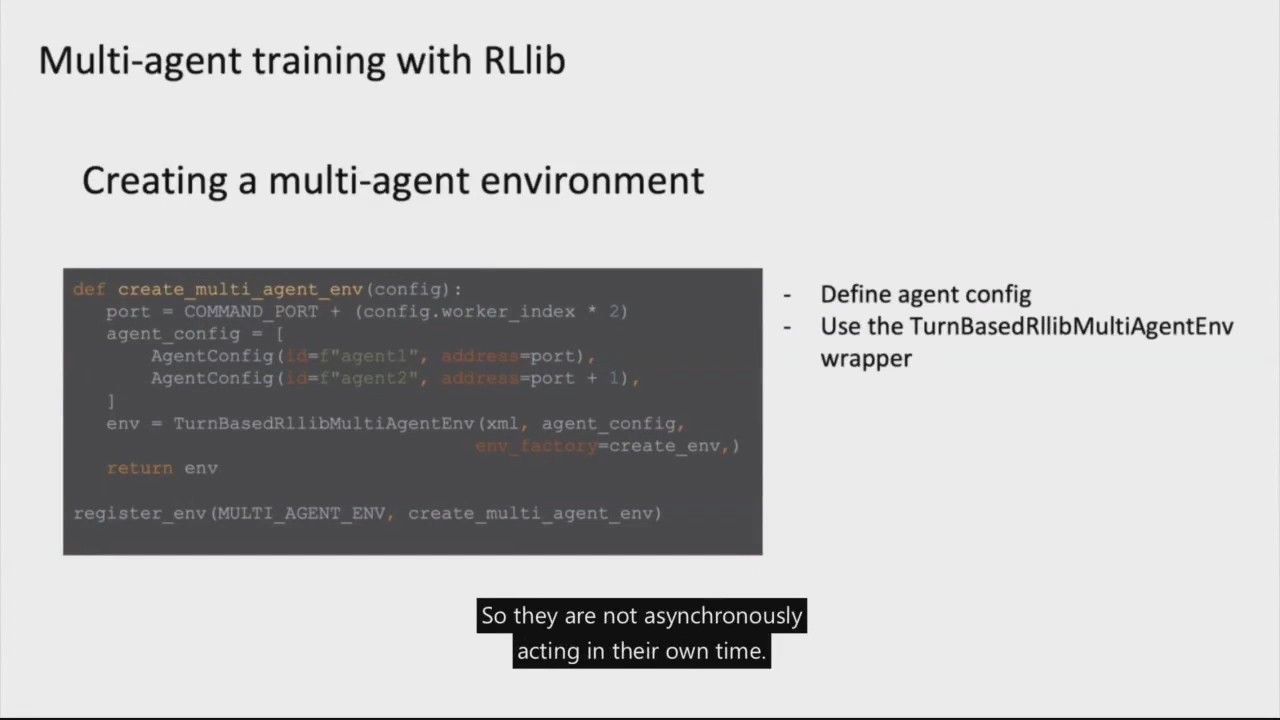 Multi-agent training with RLlib
Creating a multi-agent environment
def create_multi_agent_env(config):
port = COMMAND_PORT + (config.worker_index * 2)
agent_config = [
AgentConfig(id=f"agent1", address=port),
AgentConfig(id=f"agent2", address=port + 1),
]
env = TurnBasedRllibMultiAgentEnv(xml, agent_config,
env_factory=create_env,)
return env
register_env(MULTI_AGENT_ENV, create_multi_agent_env)
- Define agent config
- Use the TurnBasedRllibMultiAgentEnv
wrapper
So they are not asynchronously
acting in their own time.